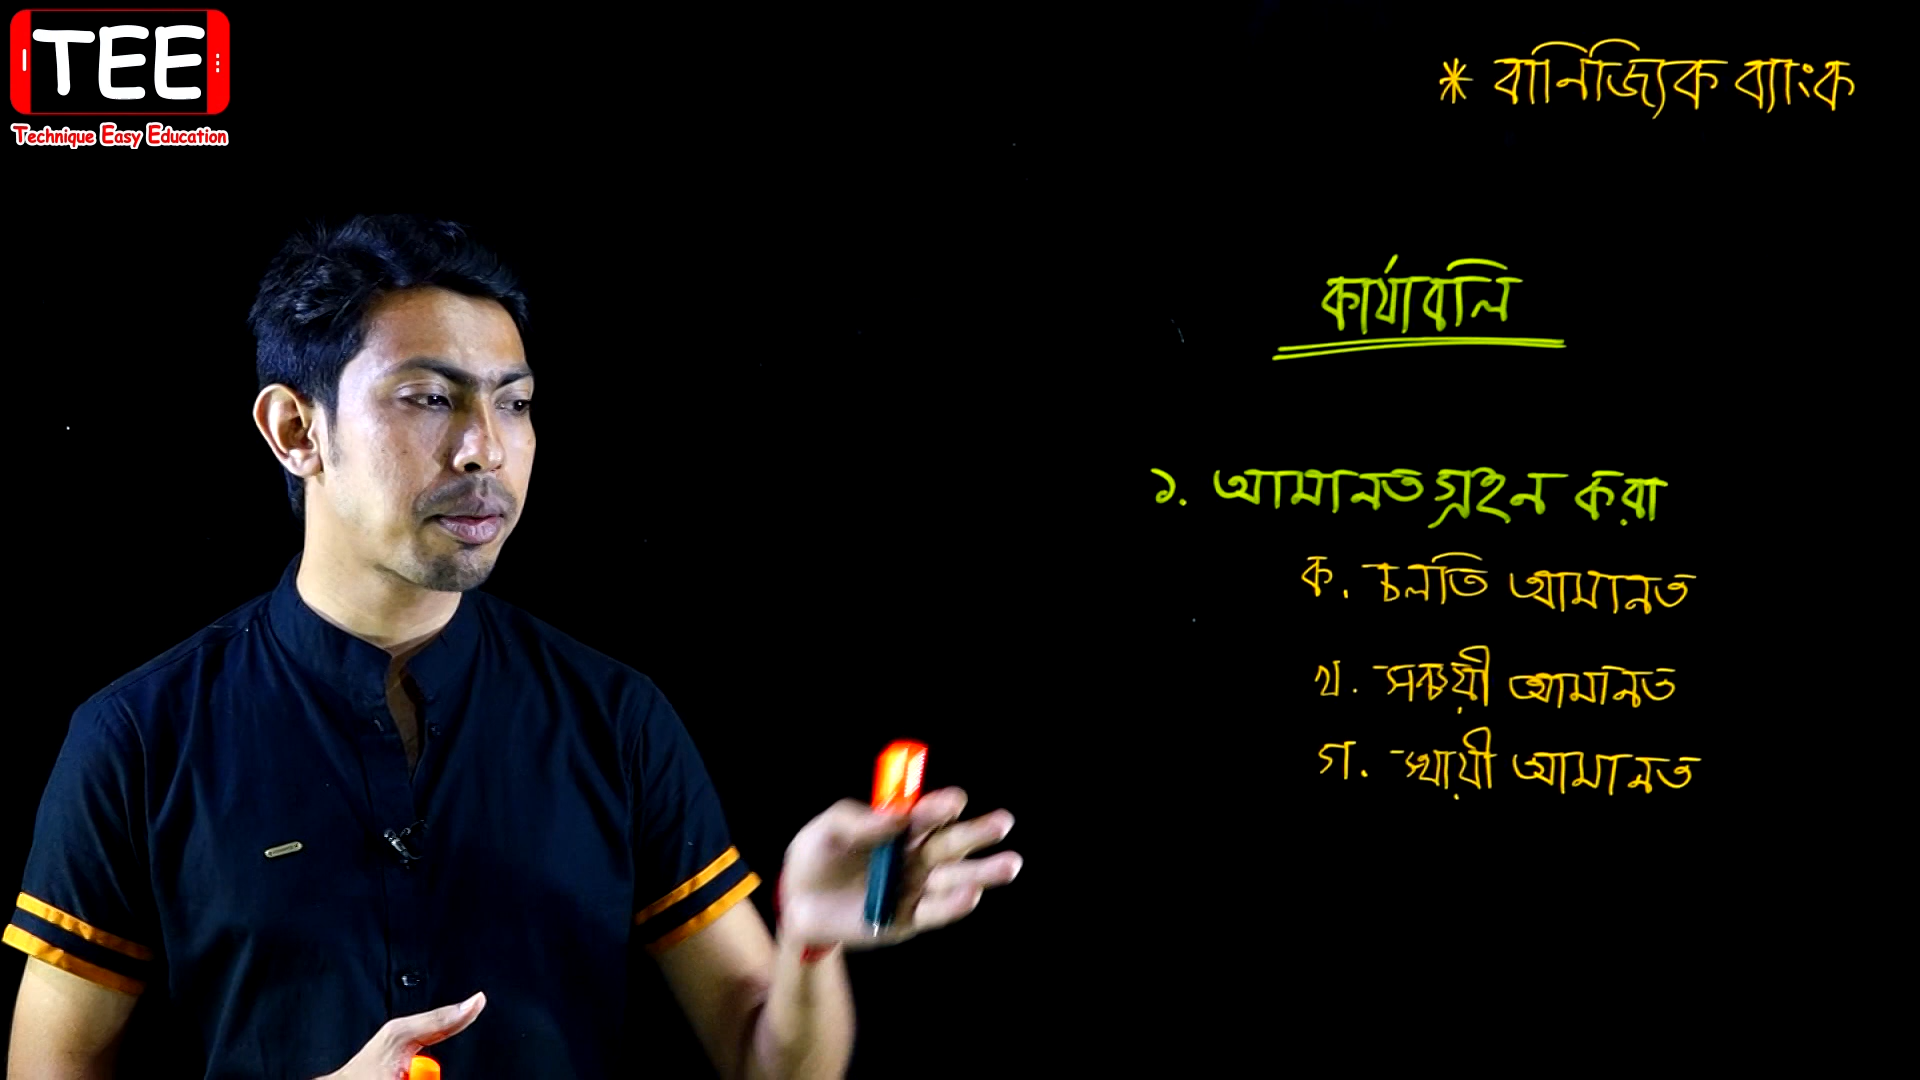 TEE
Technique Easy Education
* বানিজ্যিক ব্যাংক
কার্যাবলি
১. আমানত গ্রহন করা
ক. চলতি আমানত
খ. সঞ্চয়ী আমানত
গ. স্থায়ী আমানত